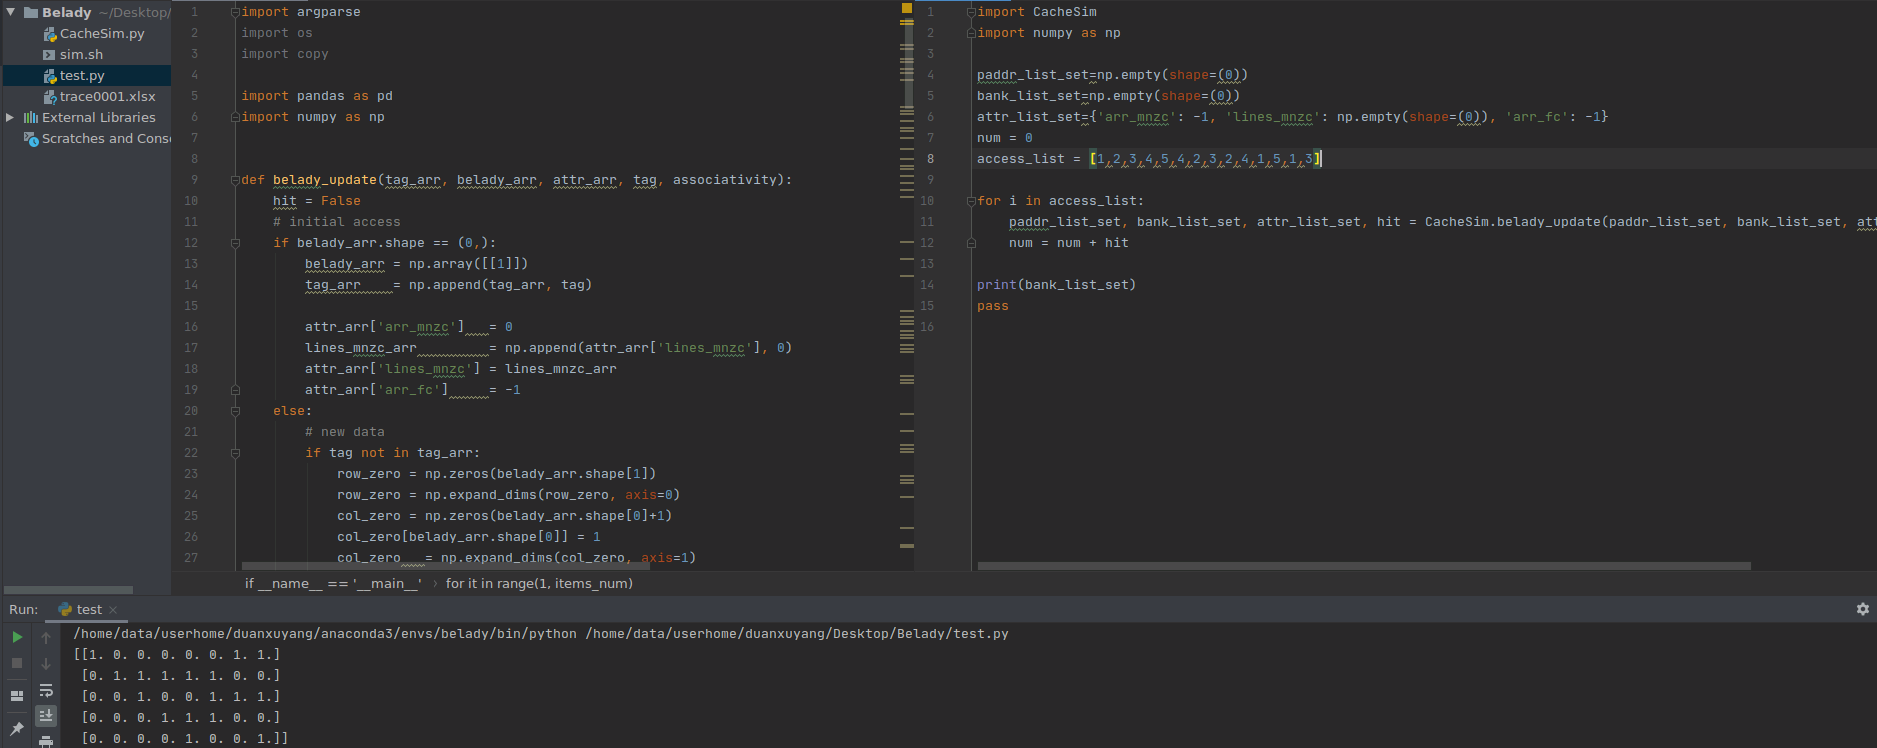 Belady ~/Desktop/
CacheSim.py
sim.sh
test.py
trace0001.xlsx
External Libraries
Scratches and Cons
1 import argparse
2 import os
3 import copy
4
5 import pandas as pd
6 import numpy as np
7
8
9 def belady_update(tag_arr, belady_arr, attr_arr, tag, associativity):
10 hit = False
11 # initial access
12 if belady_arr.shape == (0,):
13 belady_arr = np.array([[1]])
14 tag_arr = np.append(tag_arr, tag)
15
16 attr_arr['arr_mnzc'] = 0
17 lines_mnzc_arr = np.append(attr_arr['lines_mnzc'], 0)
18 attr_arr['lines_mnzc'] = lines_mnzc_arr
19 attr_arr['arr_fc'] = -1
20 else:
21 # new data
22 if tag not in tag_arr:
23 row_zero = np.zeros(belady_arr.shape[1])
24 row_zero = np.expand_dims(row_zero, axis=0)
25 col_zero = np.zeros(belady_arr.shape[0]+1)
26 col_zero[belady_arr.shape[0]] = 1
27 col_zero = np.expand_dims(col_zero, axis=1)
if __name__ == '__main__' › for it in range(1, items_num)
1 import CacheSim
2 import numpy as np
3
4 paddr_list_set=np.empty(shape=(0))
5 bank_list_set=np.empty(shape=(0))
6 attr_list_set={'arr_mnzc': -1, 'lines_mnzc': np.empty(shape=(0)), 'arr_fc': -1}
7 num = 0
8 access_list = [1,2,3,4,5,4,2,3,2,4,1,5,1,3]
9
10 for i in access_list:
11 paddr_list_set, bank_list_set, attr_list_set, hit = CacheSim.belady_update(paddr_list_set, bank_list_set, att
12 num = num + hit
13
14 print(bank_list_set)
15 pass
16
Run: test
/home/data/userhome/duanxuyang/anaconda3/envs/belady/bin/python /home/data/userhome/duanxuyang/Desktop/Belady/test.py
[[1. 0. 0. 0. 0. 0. 1. 1.]
[0. 1. 1. 1. 1. 1. 0. 0.]
[0. 0. 1. 0. 0. 1. 1. 1.]
[0. 0. 0. 1. 1. 1. 0. 0.]
[0. 0. 0. 0. 1. 0. 0. 1.]]